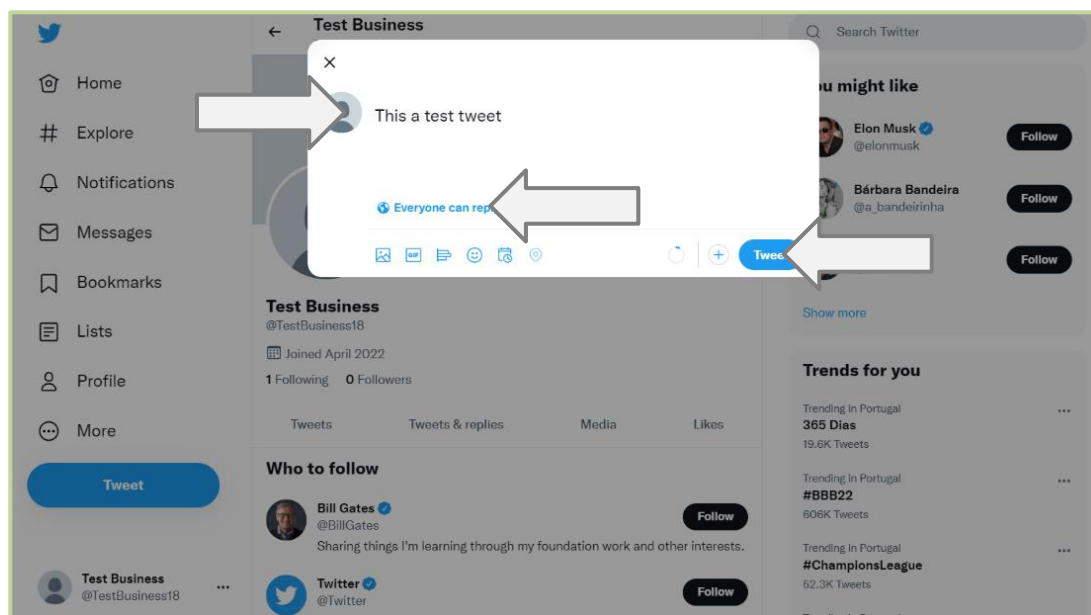 Test Business
Search Twitter
Home
Explore
Notifications
Messages
Bookmarks
Lists
Profile
More
Tweet
Test Business
@TestBusiness18
This a test tweet
Everyone can rep
GIF
Twee
Test Business
@TestBusiness18
Joined April 2022
1 Following 0 Followers
Tweets Tweets & replies Media Likes
Who to follow
Bill Gates
@BillGates
Follow
Sharing things I'm learning through my foundation work and other interests.
Twitter
@Twitter
Follow
might like
Elon Musk
@elonmusk
Follow
Bárbara Bandeira
@a_bandeirinha
Follow
Follow
Show more
Trends for you
Trending in Portugal
365 Dias
19.6K Tweets
Trending in Portugal
#BBB22
606K Tweets
Trending in Portugal
#ChampionsLeague
52.3K Tweets